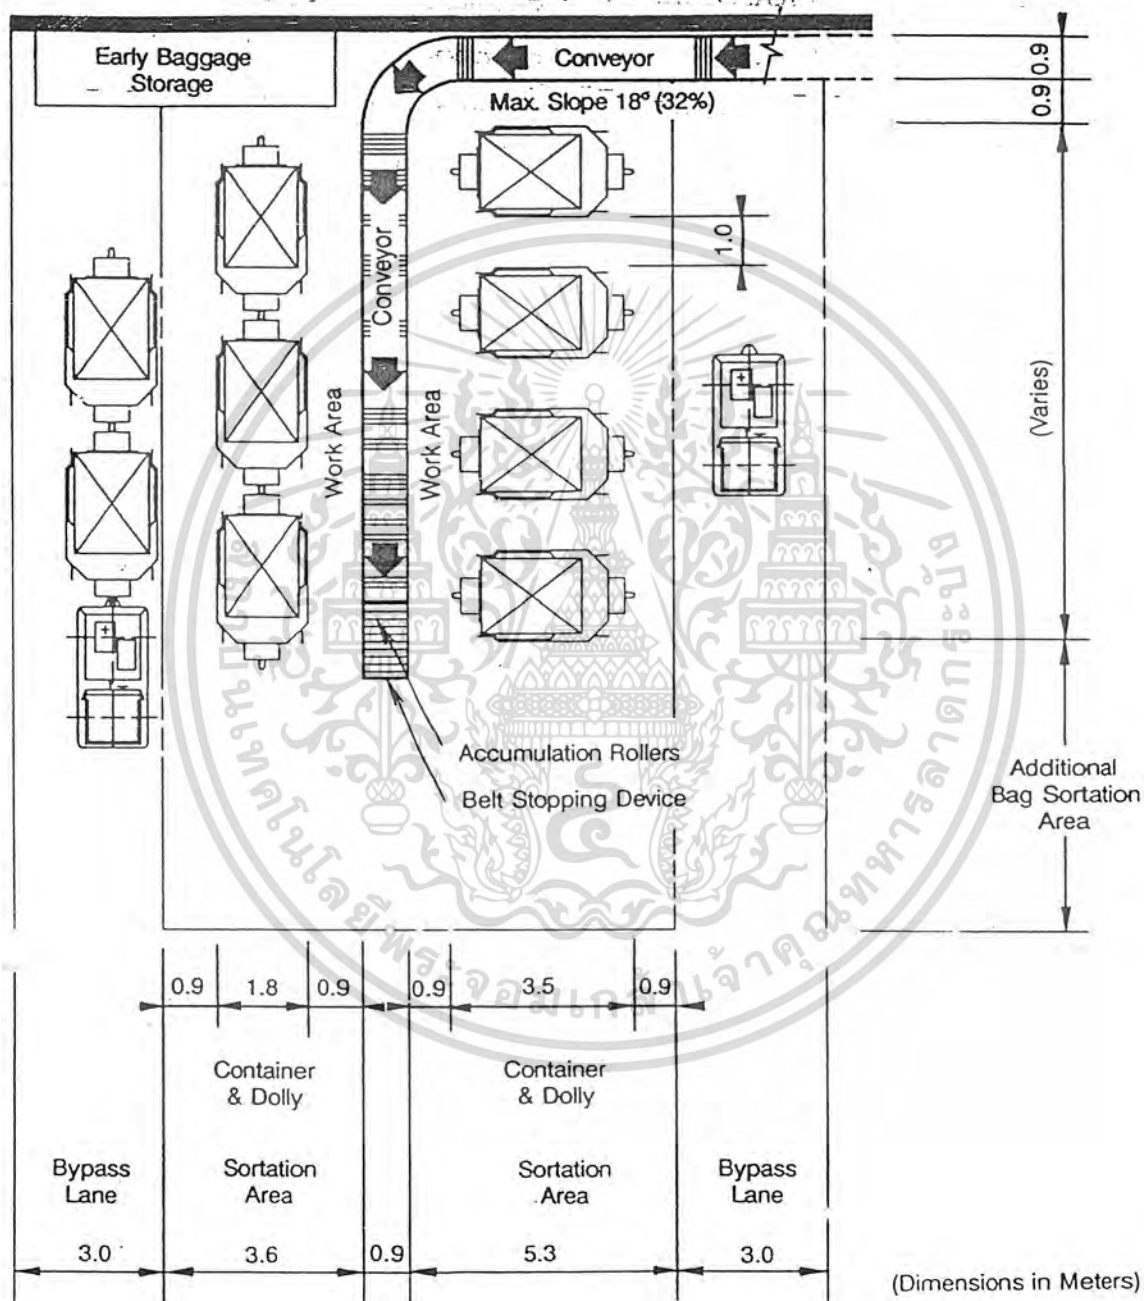 Early Baggage
Storage
Conveyor
Max. Slope 18° (32%)
0.9
0.9
Conveyor
1.0
Work Area
Work Area
(Varies)
Accumulation Rollers
Belt Stopping Device
Additional
Bag Sortation
Area
0.9
1.8
0.9
0.9
3.5
0.9
Container
& Dolly
Container
& Dolly
Bypass
Lane
Sortation
Area
Sortation
Area
Bypass
Lane
3.0
3.6
0.9
5.3
3.0
(Dimensions in Meters)